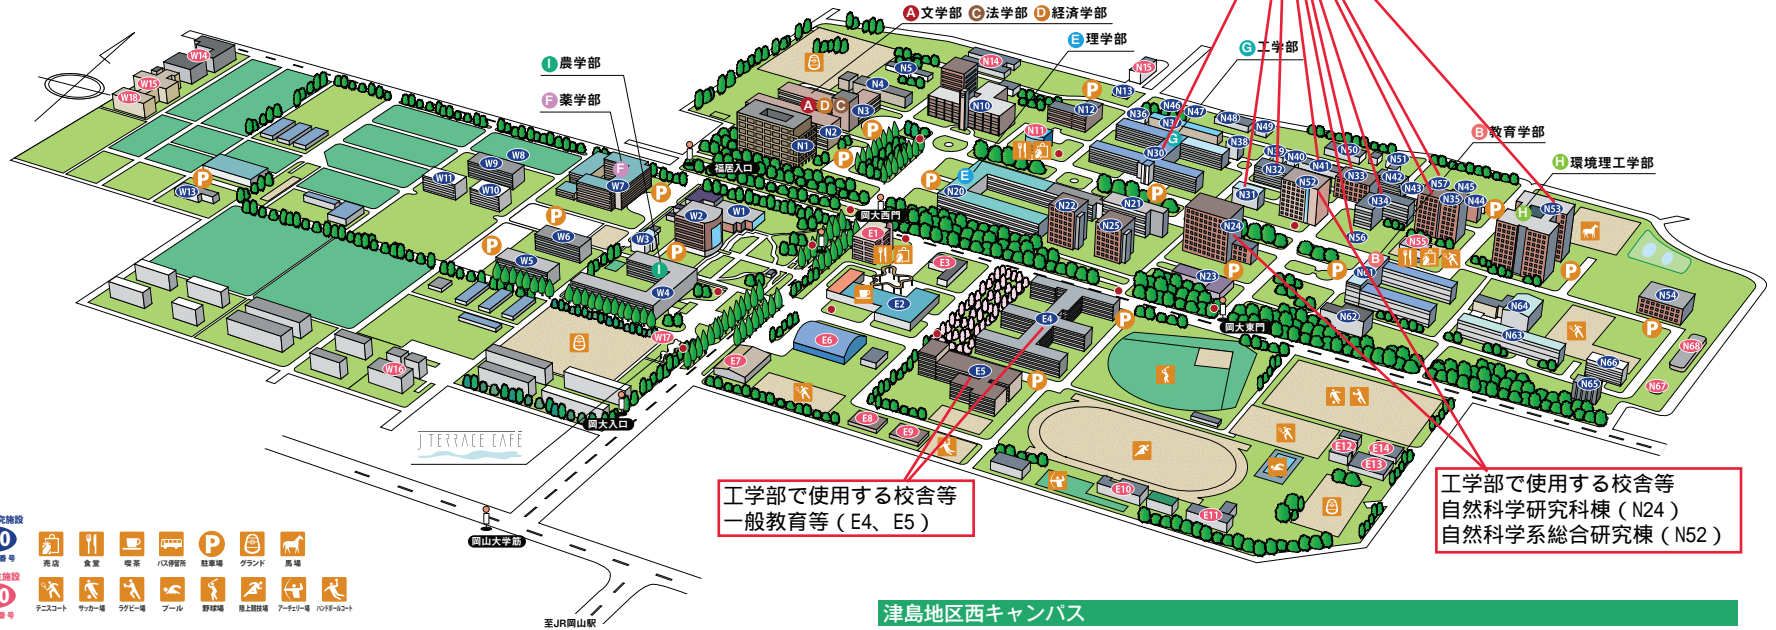 A 文学部 C 法学部 D 経済学部
E 理学部
G 工学部
I 農学部
F 薬学部
B 教育学部
H 環境理工学部
W14
W15
W18
W13
W11
W9
W8
W10
W7
F
W6
W5
W3
W2
W1
I
W4
W17
W16
A D C
N1
N2
N3
N4
N5
N10
N14
N15
N13
N12
N11
N36
N46
N47
N48
N49
N37
G
N30
N38
N39
N40
N32
N41
N50
N51
N52
N33
N42
N43
N57
N45
N44
N35
N34
N31
N56
N55
N53
H
E
N20
N22
N21
N25
N24
N23
N61
B
N62
N64
N63
N54
N68
N66
N65
N67
E1
E3
E2
E4
E5
E6
E7
E8
E9
E10
E11
E12
E14
E13
P
福居入口
岡大西門
岡大東門
岡大入口
岡山大学筋
至JR岡山駅
J TERRACE CAFÉ
工学部で使用する校舎等
一般教育等（E4、E5）
工学部で使用する校舎等
自然科学研究科棟（N24）
自然科学系総合研究棟（N52）
究施設
0
番号
施設
0
番号
売店 食堂 喫茶 バス停留所 駐車場 グランド 馬場
テニスコート サッカー場 ラグビー場 プール 野球場 陸上競技場 アーチェリー場 ハンドボールコート
津島地区西キャンパス